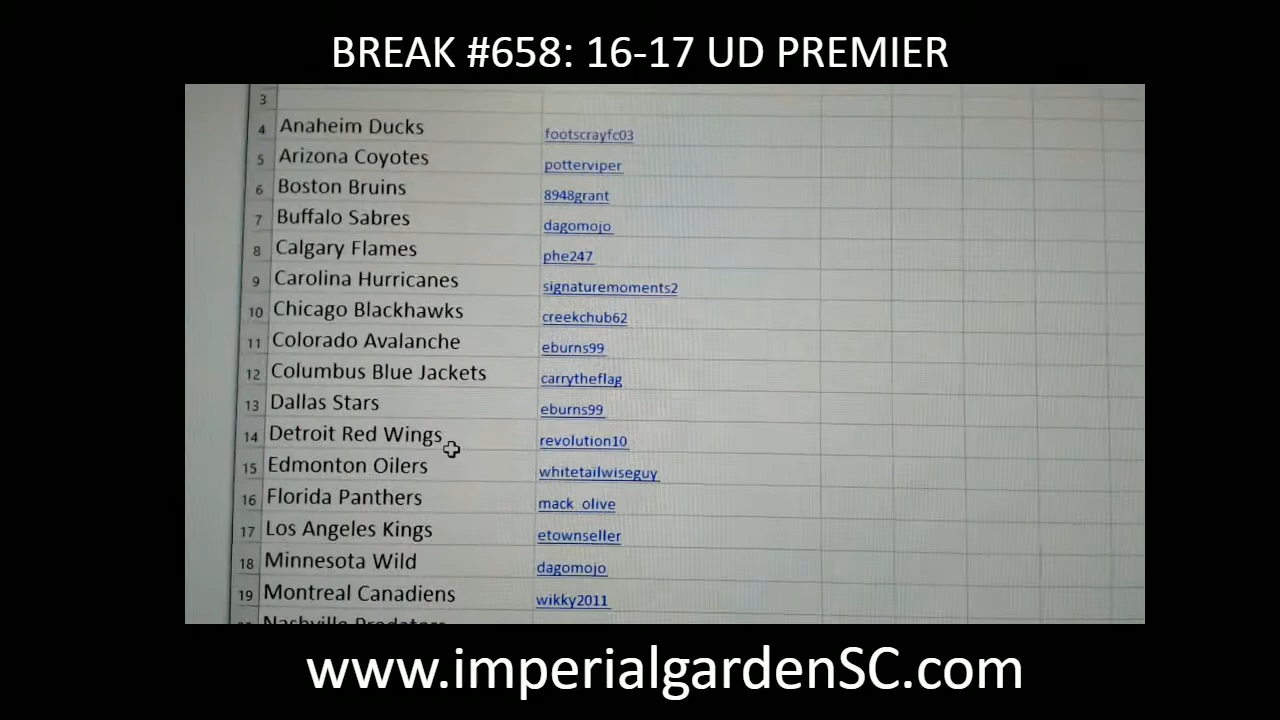 BREAK #658: 16-17 UD PREMIER
3
4 Anaheim Ducks footscrayfc03
5 Arizona Coyotes potterviper
6 Boston Bruins 8948grant
7 Buffalo Sabres dagomojo
8 Calgary Flames phe247
9 Carolina Hurricanes signaturemoments2
10 Chicago Blackhawks creekchub62
11 Colorado Avalanche eburns99
12 Columbus Blue Jackets carrytheflag
13 Dallas Stars eburns99
14 Detroit Red Wings revolution10
15 Edmonton Oilers whitetailwiseguy
16 Florida Panthers mack_olive
17 Los Angeles Kings etownseller
18 Minnesota Wild dagomojo
19 Montreal Canadiens wikky2011
Nashville Predators
www.imperialgardenSC.com